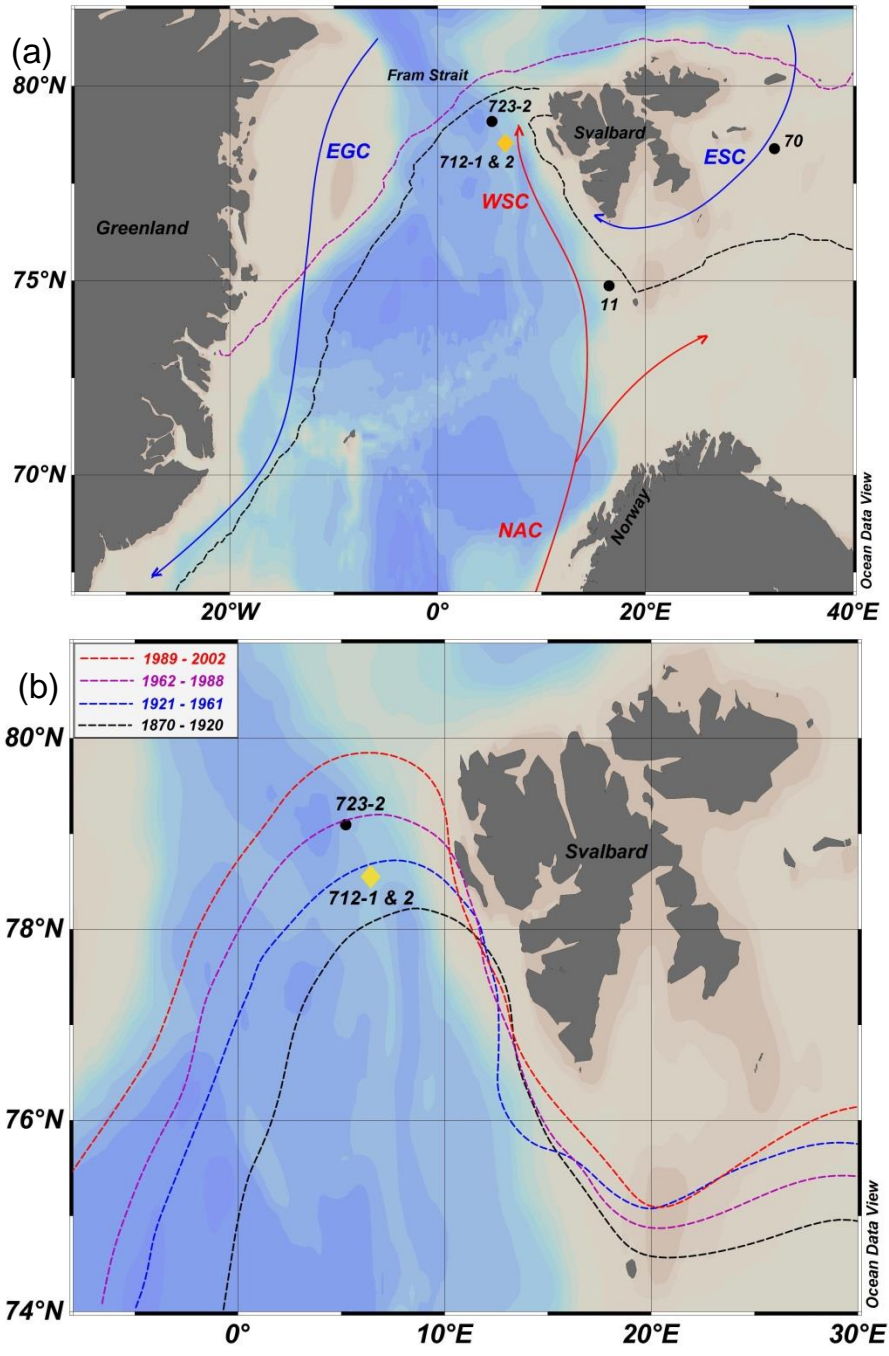 (a)
80°N
Fram Strait
723-2
Svalbard
70
EGC
712-1 & 2
ESC
WSC
Greenland
75°N
11
70°N
NAC
Norway
Ocean Data View
20°W
0°
20°E
40°E
(b)
1989 - 2002
1962 - 1988
1921 - 1961
1870 - 1920
80°N
723-2
Svalbard
712-1 & 2
78°N
76°N
Ocean Data View
74°N
0°
10°E
20°E
30°E